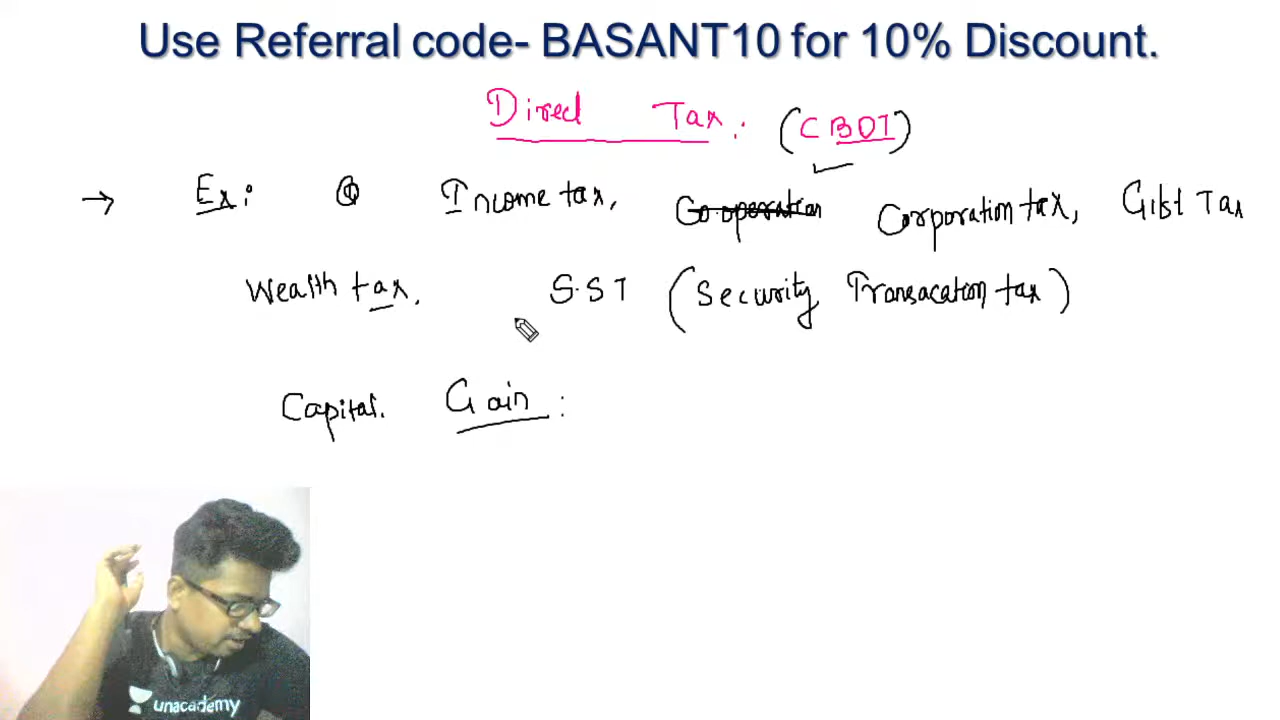 Use Referral code- BASANT10 for 10% Discount.
Direct Tax: (CBDT)
→ Ex: Income tax, Co-operation Corporation tax, Gift Tax
Wealth tax. S.ST (Security Transacation tax)
Capital. Gain:
unacademy